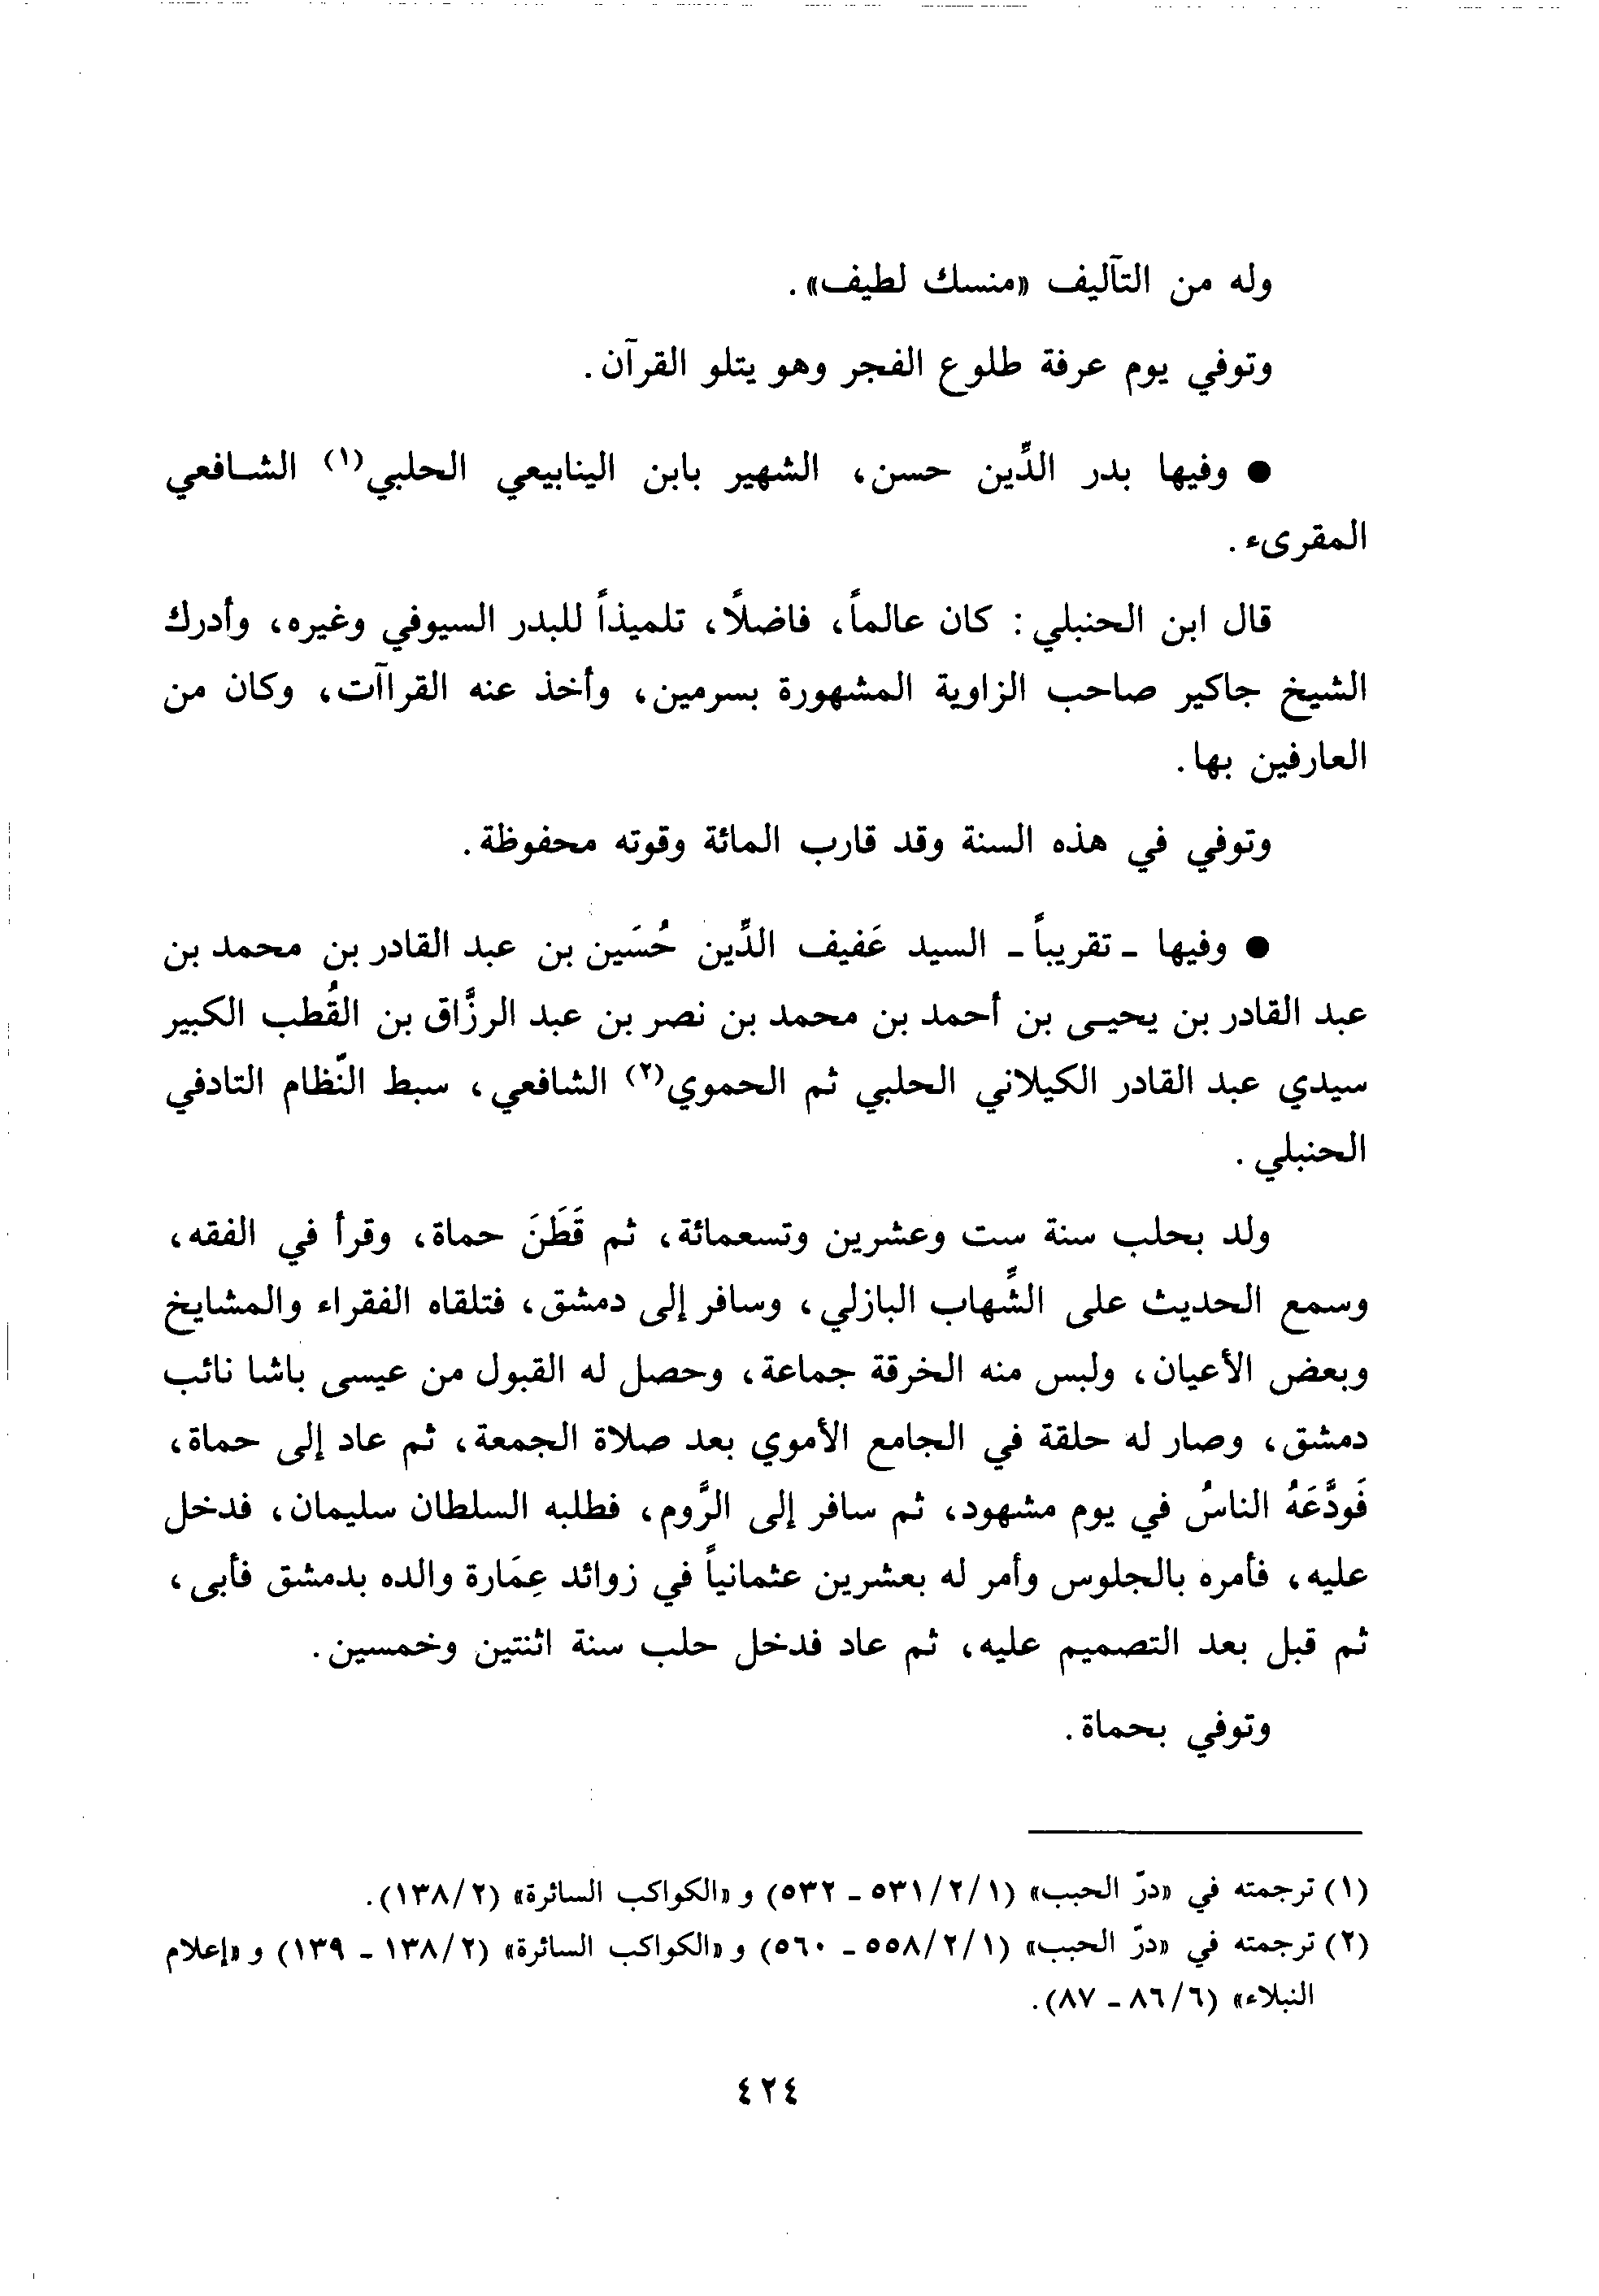 وله من التآليف «منسك لطيف» .
وتوفي يوم عرفة طلوع الفجر وهو يتلو القرآن .
● وفيها بدر الدِّين حسن، الشهير بابن الينابيعي الحلبي(١) الشـافعي
المقرىء .
قال ابن الحنبلي : كان عالماً، فاضلاً، تلميذاً للبدر السيوفي وغيره، وأدرك
الشيخ جاكير صاحب الزاوية المشهورة بسرمين، وأخذ عنه القراآت، وكان من
العارفين بها .
وتوفي في هذه السنة وقد قارب المائة وقوته محفوظة .
● وفيها ـ تقريباً ـ السيد عَفيف الدِّين حُسَين بن عبد القادر بن محمد بن
عبد القادر بن يحيـى بن أحمد بن محمد بن نصر بن عبد الرزَّاق بن القُطب الكبير
سيدي عبد القادر الكيلاني الحلبي ثم الحموي(٢) الشافعي، سبط النّظام التادفي
الحنبلي .
ولد بحلب سنة ست وعشرين وتسعمائة، ثم قَطَنَ حماة، وقرأ في الفقه،
وسمع الحديث على الشِّهاب البازلي، وسافر إلى دمشق، فتلقاه الفقراء والمشايخ
وبعض الأعيان، ولبس منه الخرقة جماعة، وحصل له القبول من عيسى باشا نائب
دمشق، وصار له حلقة في الجامع الأموي بعد صلاة الجمعة، ثم عاد إلى حماة،
فَودَّعَهُ الناسُ في يوم مشهود، ثم سافر إلى الرُّوم، فطلبه السلطان سليمان، فدخل
عليه، فأمره بالجلوس وأمر له بعشرين عثمانياً في زوائد عِمَارة والده بدمشق فأبى،
ثم قبل بعد التصميم عليه، ثم عاد فدخل حلب سنة اثنتين وخمسين .
وتوفي بحماة .
(١) ترجمته في «درّ الحبب» (١/٢/٥٣١ ـ ٥٣٢) و «الكواكب السائرة» (٢/١٣٨).
(٢) ترجمته في «درّ الحبب» (١/٢/٥٥٨ ـ ٥٦٠) و «الكواكب السائرة» (٢/١٣٨ ـ ١٣٩) و «إعلام
النبلاء» (٦/٨٦ ـ ٨٧).
٤٢٤